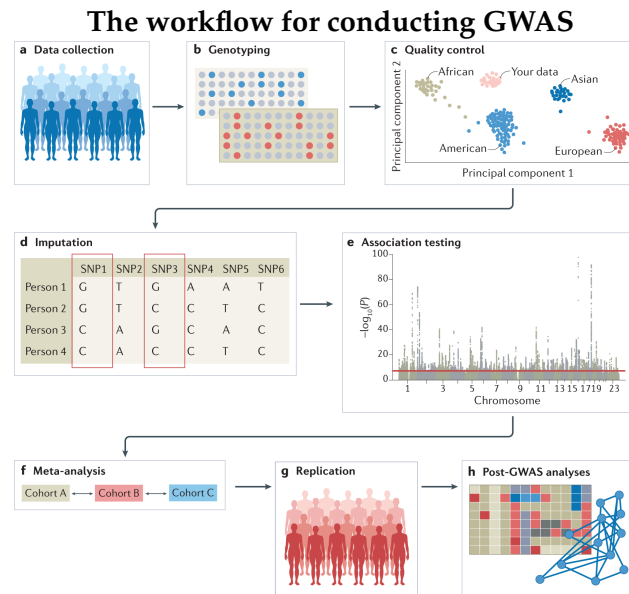 The workflow for conducting GWAS
a Data collection
b Genotyping
c Quality control
Principal component 2
African
Your data
Asian
American
European
Principal component 1
d Imputation
SNP1 SNP2 SNP3 SNP4 SNP5 SNP6
Person 1 G T G A A T
Person 2 G T C C T C
Person 3 C A G C A C
Person 4 C A C C T C
e Association testing
−log10(P)
100
80
60
40
20
0
1 3 5 7 9 11 13 15 17 19 23
Chromosome
f Meta-analysis
Cohort A Cohort B Cohort C
g Replication
h Post-GWAS analyses